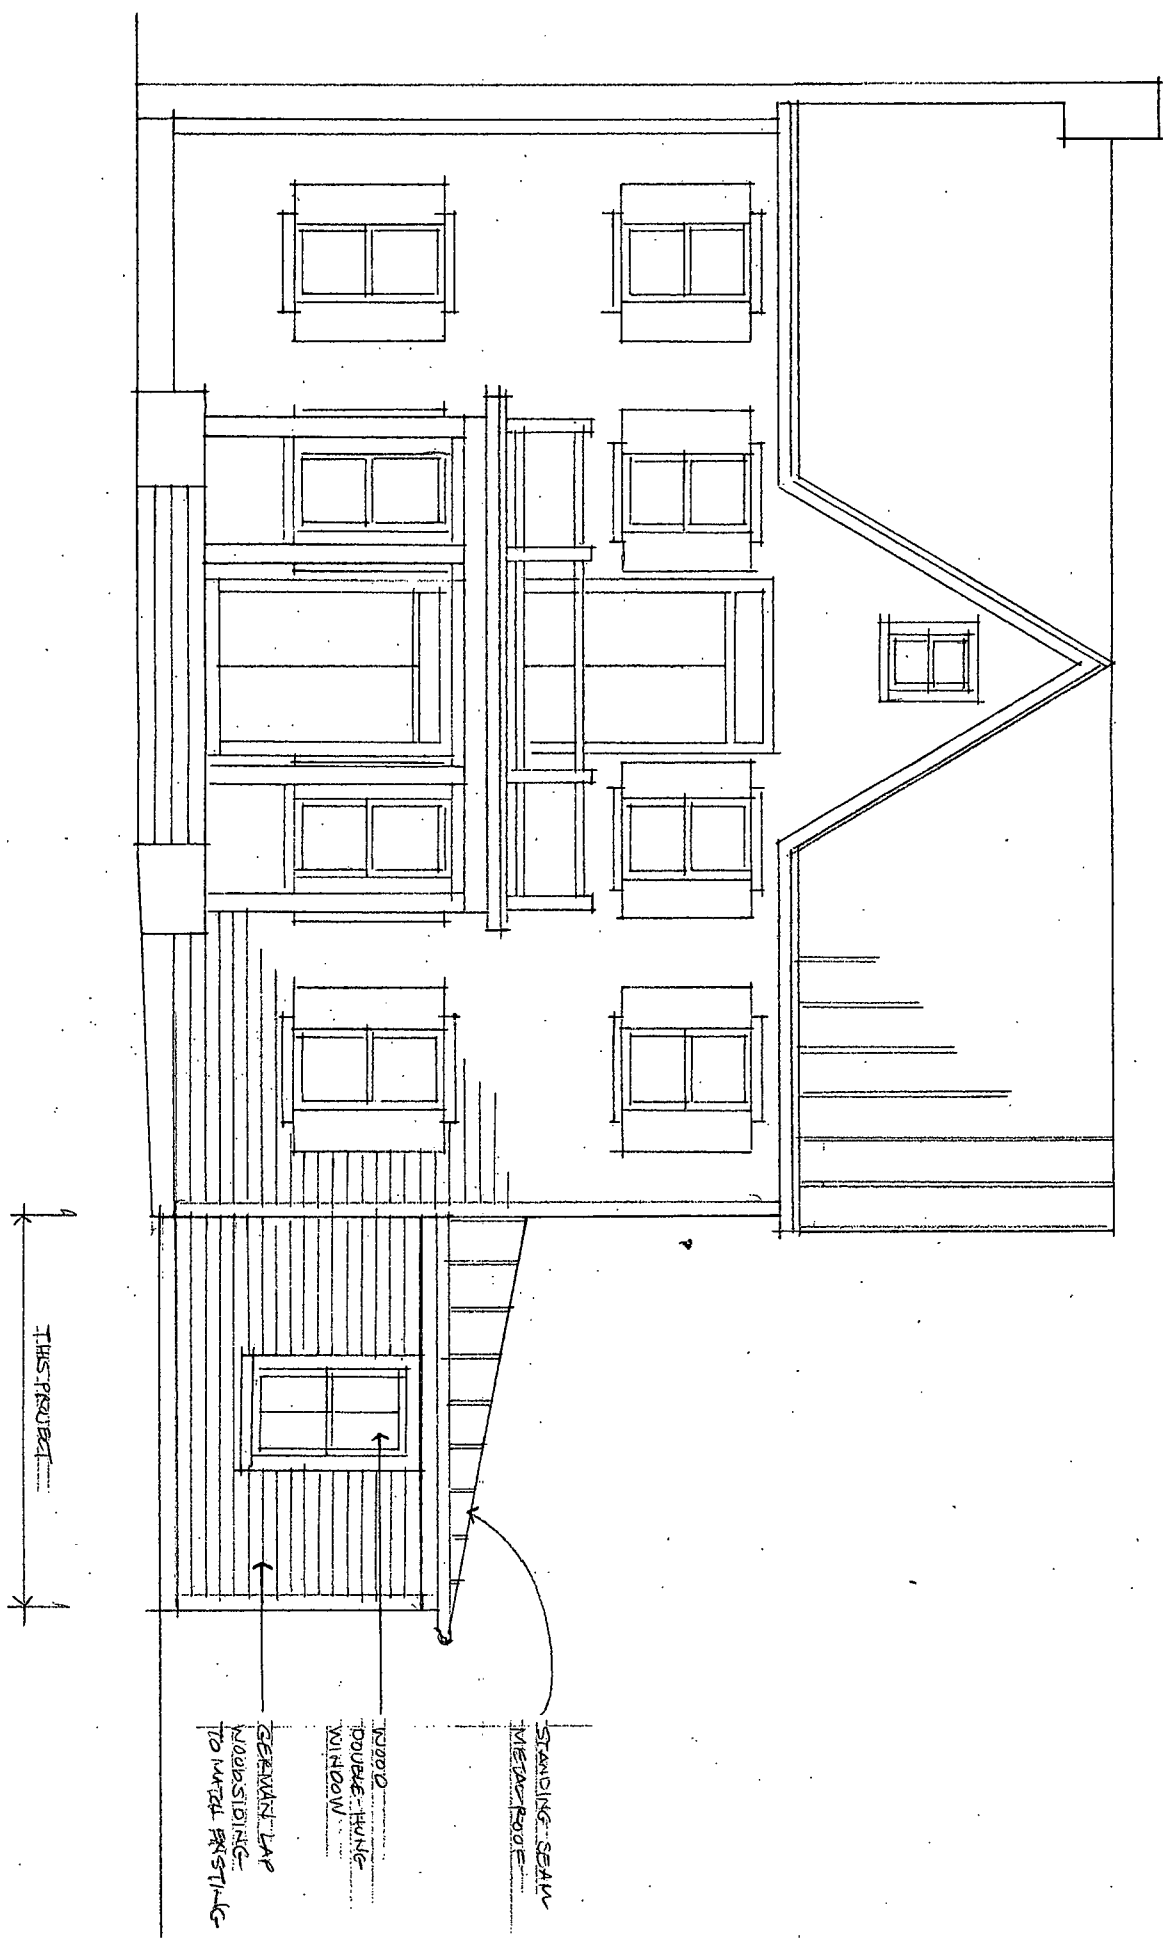 STANDING SEAM
METAL ROOF
WOOD
DOUBLE-HUNG
WINDOW
GERMAN LAP
WOOD SIDING
TO MATCH EXISTING
THIS PROJECT